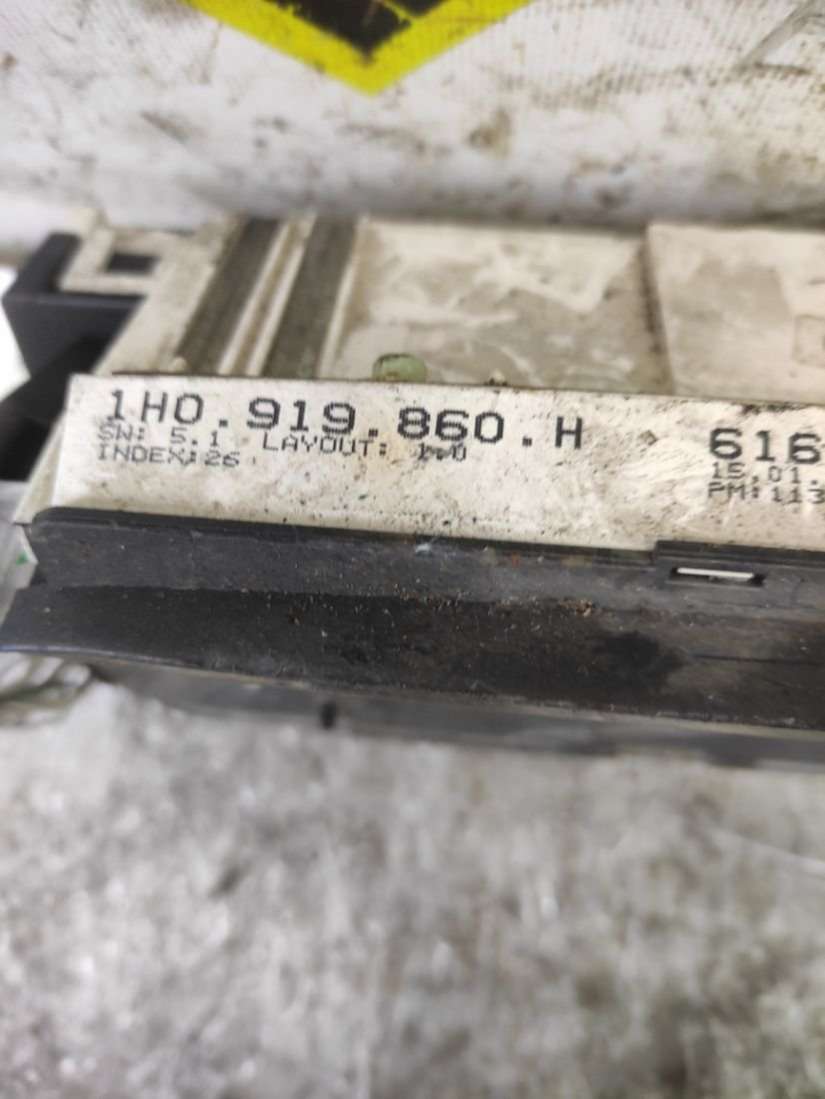 1H0.919.860.H
SW: 5.1 LAYOUT: 1.0
INDEX:26
616
15.01.
PM:113